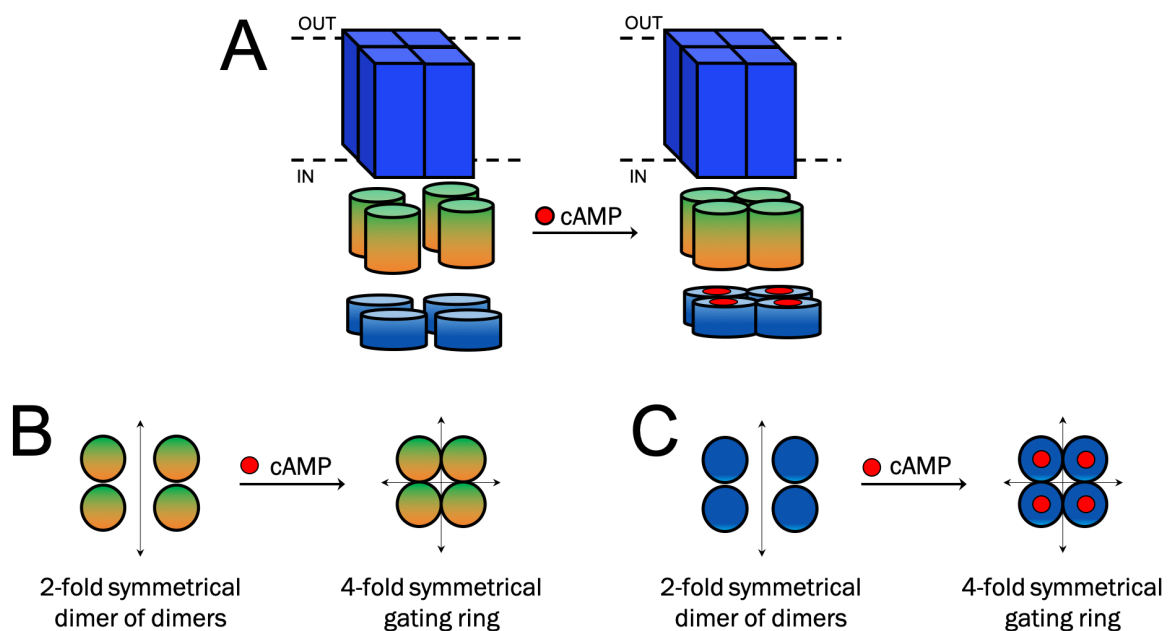 A
OUT
OUT
IN
IN
cAMP
B
cAMP
2-fold symmetrical
dimer of dimers
4-fold symmetrical
gating ring
C
cAMP
2-fold symmetrical
dimer of dimers
4-fold symmetrical
gating ring